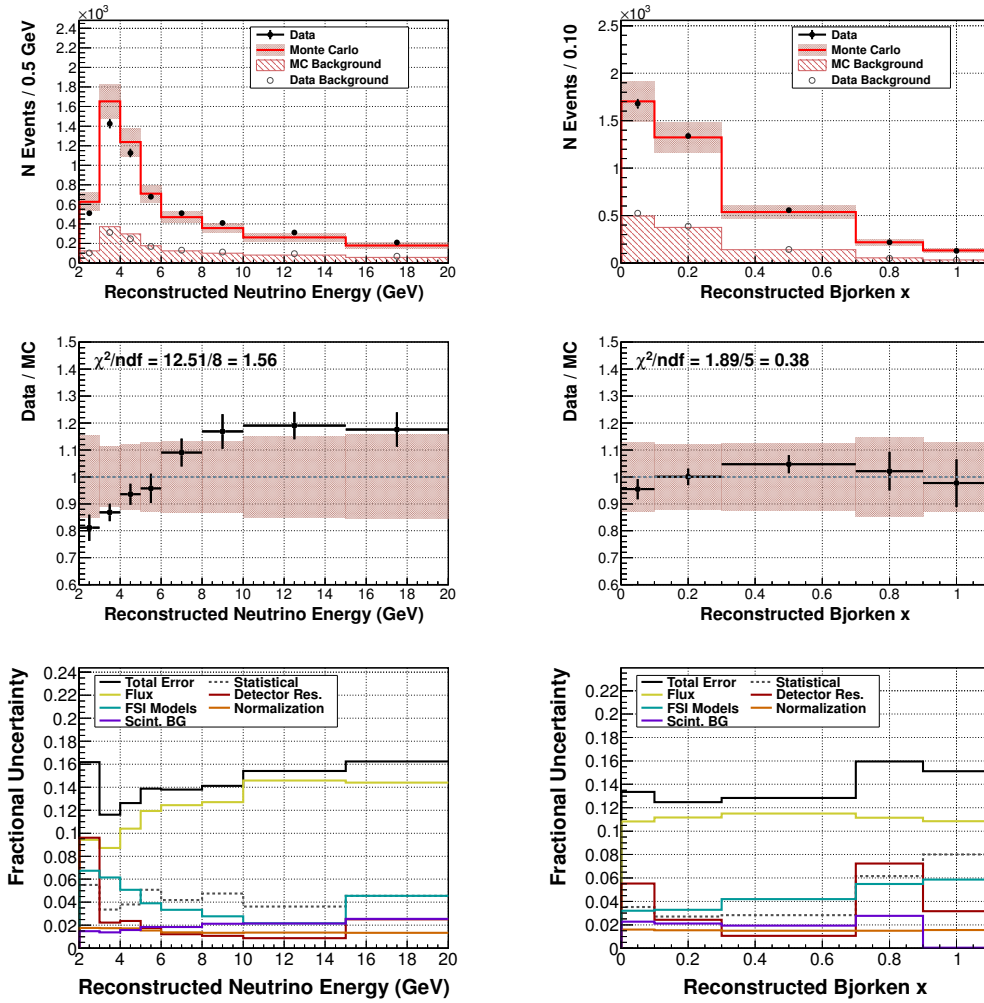 ×10³
N Events / 0.5 GeV
2.4
2.2
2
1.8
1.6
1.4
1.2
1
0.8
0.6
0.4
0.2
0
Data
Monte Carlo
MC Background
Data Background
2 4 6 8 10 12 14 16 18 20
Reconstructed Neutrino Energy (GeV)
×10³
N Events / 0.10
2.5
2
1.5
1
0.5
0
Data
Monte Carlo
MC Background
Data Background
0 0.2 0.4 0.6 0.8 1
Reconstructed Bjorken x
Data / MC
1.5
1.4
1.3
1.2
1.1
1
0.9
0.8
0.7
0.6
χ²/ndf = 12.51/8 = 1.56
2 4 6 8 10 12 14 16 18 20
Reconstructed Neutrino Energy (GeV)
Data / MC
1.5
1.4
1.3
1.2
1.1
1
0.9
0.8
0.7
0.6
χ²/ndf = 1.89/5 = 0.38
0 0.2 0.4 0.6 0.8 1
Reconstructed Bjorken x
Fractional Uncertainty
0.24
0.22
0.2
0.18
0.16
0.14
0.12
0.1
0.08
0.06
0.04
0.02
0
Total Error Statistical
Flux Detector Res.
FSI Models Normalization
Scint. BG
2 4 6 8 10 12 14 16 18 20
Reconstructed Neutrino Energy (GeV)
Fractional Uncertainty
0.22
0.2
0.18
0.16
0.14
0.12
0.1
0.08
0.06
0.04
0.02
0
Total Error Statistical
Flux Detector Res.
FSI Models Normalization
Scint. BG
0 0.2 0.4 0.6 0.8 1
Reconstructed Bjorken x